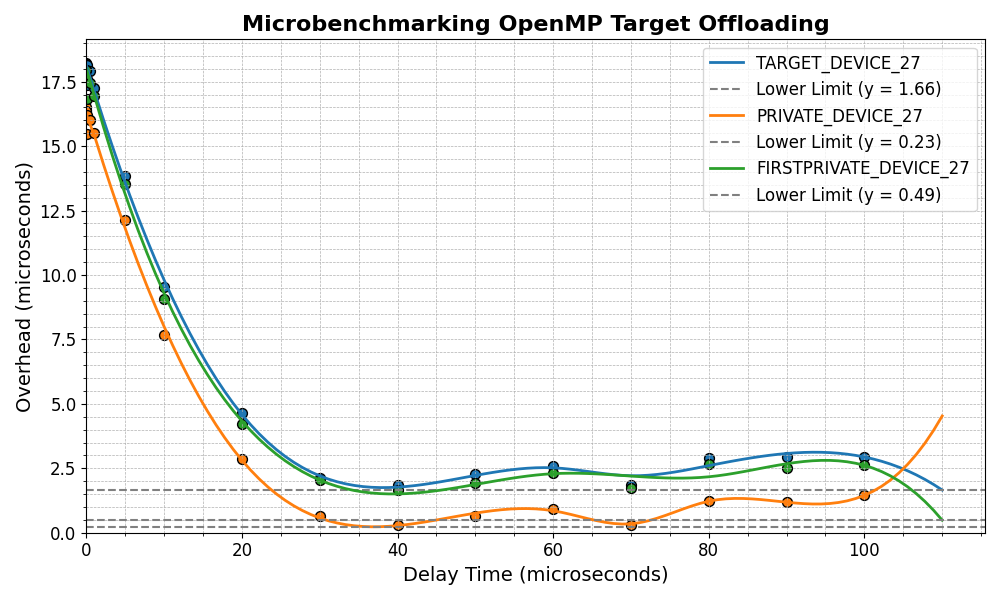 Microbenchmarking OpenMP Target Offloading
TARGET_DEVICE_27
Lower Limit (y = 1.66)
PRIVATE_DEVICE_27
Lower Limit (y = 0.23)
FIRSTPRIVATE_DEVICE_27
Lower Limit (y = 0.49)
Overhead (microseconds)
17.5
15.0
12.5
10.0
7.5
5.0
2.5
0.0
0 20 40 60 80 100
Delay Time (microseconds)